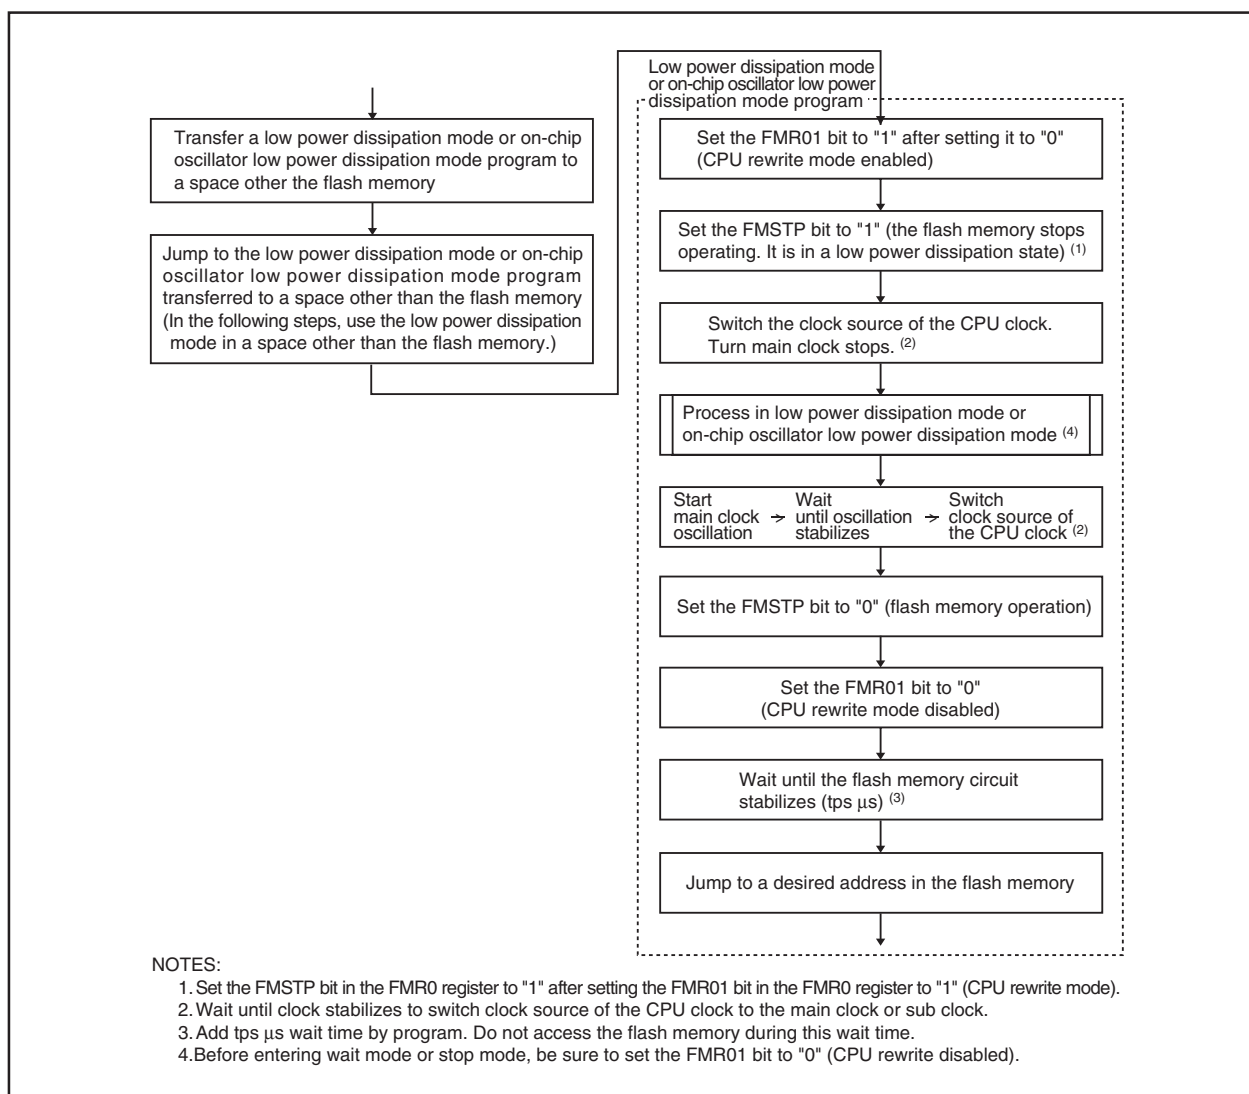 Transfer a low power dissipation mode or on-chip
oscillator low power dissipation mode program to
a space other the flash memory
Jump to the low power dissipation mode or on-chip
oscillator low power dissipation mode program
transferred to a space other than the flash memory
(In the following steps, use the low power dissipation
mode in a space other than the flash memory.)
Low power dissipation mode
or on-chip oscillator low power
dissipation mode program
Set the FMR01 bit to "1" after setting it to "0"
(CPU rewrite mode enabled)
Set the FMSTP bit to "1" (the flash memory stops
operating. It is in a low power dissipation state) (1)
Switch the clock source of the CPU clock.
Turn main clock stops. (2)
Process in low power dissipation mode or
on-chip oscillator low power dissipation mode (4)
Start
main clock
oscillation
Wait
until oscillation
stabilizes
Switch
clock source of
the CPU clock (2)
Set the FMSTP bit to "0" (flash memory operation)
Set the FMR01 bit to "0"
(CPU rewrite mode disabled)
Wait until the flash memory circuit
stabilizes (tps μs) (3)
Jump to a desired address in the flash memory
NOTES:
1. Set the FMSTP bit in the FMR0 register to "1" after setting the FMR01 bit in the FMR0 register to "1" (CPU rewrite mode).
2. Wait until clock stabilizes to switch clock source of the CPU clock to the main clock or sub clock.
3. Add tps μs wait time by program. Do not access the flash memory during this wait time.
4. Before entering wait mode or stop mode, be sure to set the FMR01 bit to "0" (CPU rewrite disabled).